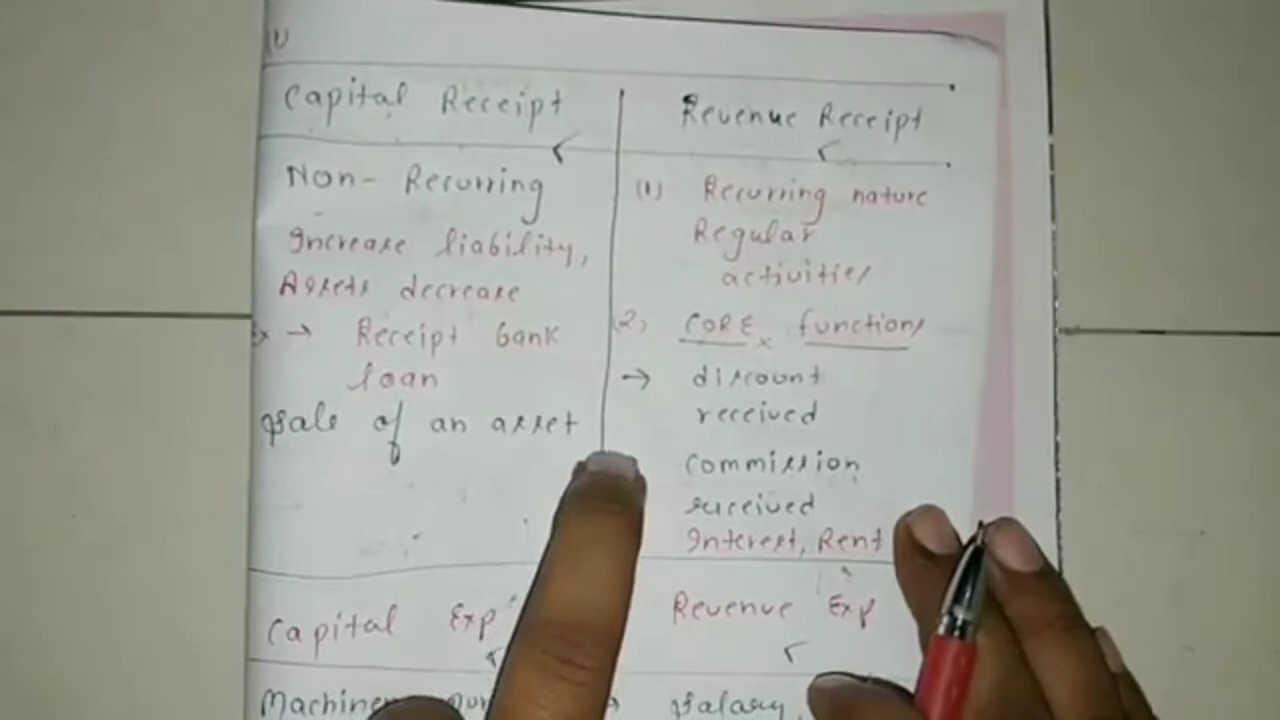 Capital Receipt
Non- Recurring
Increase liability,
Assets decrease
Ex → Receipt bank
loan
Sale of an asset
Revenue Receipt
(1) Recurring nature
Regular
activities
(2) CORE functions
→ discount
received
Commission
received
Interest, Rent
Capital Exp
Revenue Exp
Salary,